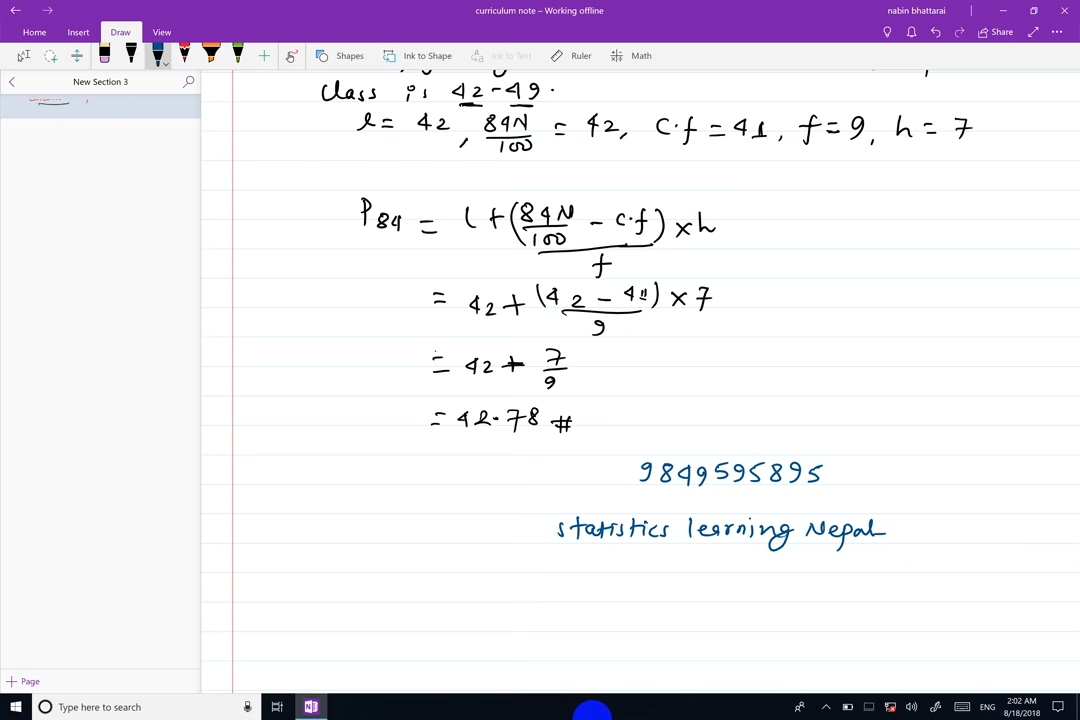 curriculum note – Working offline
nabin bhattarai
Home Insert Draw View
Share
Shapes Ink to Shape Ink to Text Ruler Math
New Section 3
class is 42-49.
l = 42, 84N/100 = 42, c.f = 41, f = 9, h = 7
P84 = l + (84N/100 - c.f)/f × h
= 42 + (42 - 41)/9 × 7
= 42 + 7/9
= 42.78 #
9849595895
statistics learning Nepal
Page
Type here to search
ENG
2:02 AM
8/18/2018